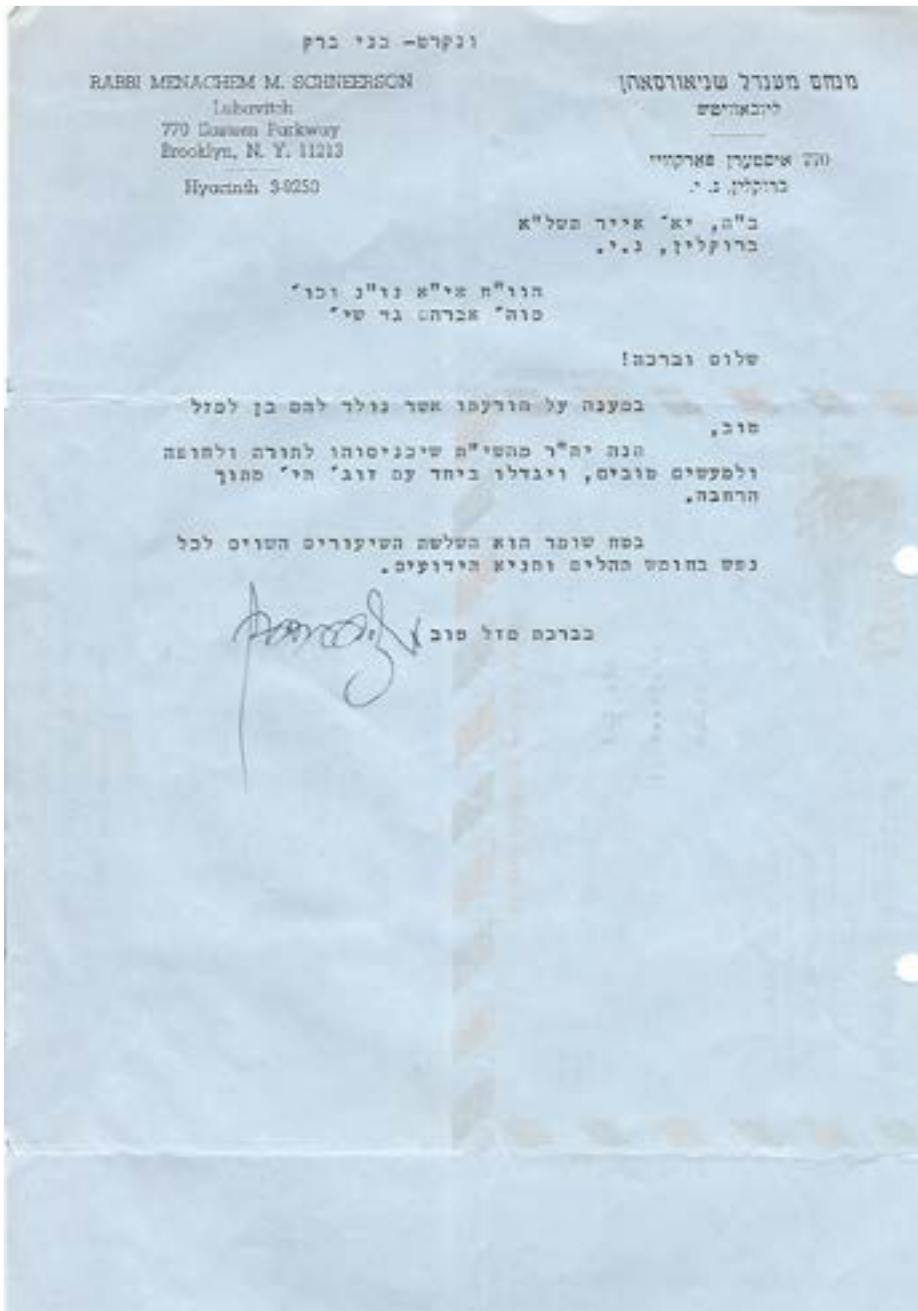 ונקרט- בני ברק
RABBI MENACHEM M. SCHNEERSON
Lubavitch
770 Eastern Parkway
Brooklyn, N. Y. 11213
Hyacinth 3-9250
מנחם מענדל שניאורסאהן
ליובאוויטש
770 איסטערן פארקוויי
ברוקלין, נ. י.
ב"ה, יא' אייר תשל"א
ברוקלין, נ.י.
הוו"ח אי"א נו"נ וכו'
מוה' אברהם גד שי'
שלום וברכה!
במענה על הודעתו אשר נולד להם בן למזל
טוב,
הנה יה"ר מהשי"ת שיכניסוהו לתורה ולחופה
ולמעשים טובים, ויגדלו ביחד עם זוג' תי' מתוך
הרחבה.
בטח שומר הוא השלשת השיעורים השוים לכל
נפש בחומש תהלים ותניא הידועים.
בברכת מזל טוב